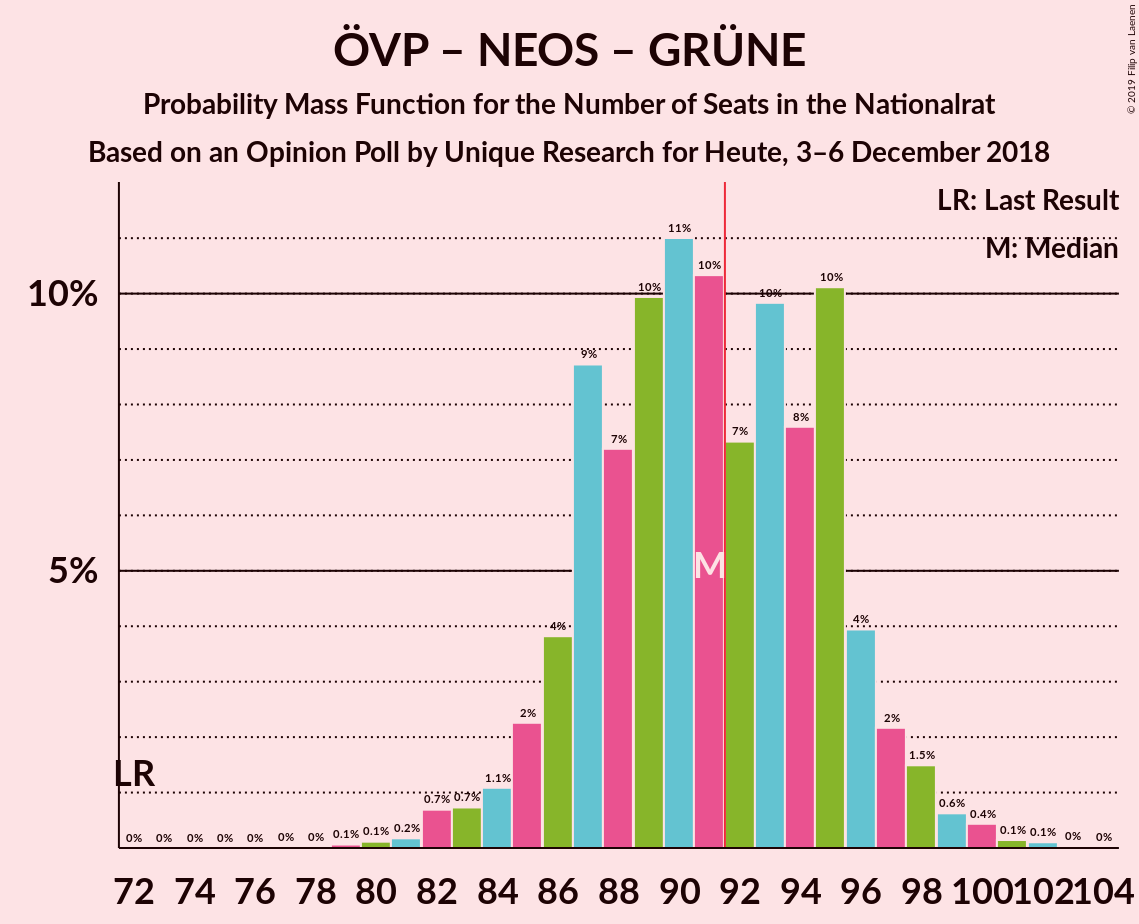 ÖVP – NEOS – GRÜNE
Probability Mass Function for the Number of Seats in the Nationalrat
Based on an Opinion Poll by Unique Research for Heute, 3–6 December 2018
© 2019 Filip van Laenen
LR: Last Result
M: Median
10%
5%
LR
M
0% 0% 0% 0% 0% 0% 0% 0.1% 0.1% 0.2% 0.7% 0.7% 1.1% 2% 4% 9% 7% 10% 11% 10% 7% 10% 8% 10% 4% 2% 1.5% 0.6% 0.4% 0.1% 0.1% 0% 0%
72 74 76 78 80 82 84 86 88 90 92 94 96 98 100 102 104